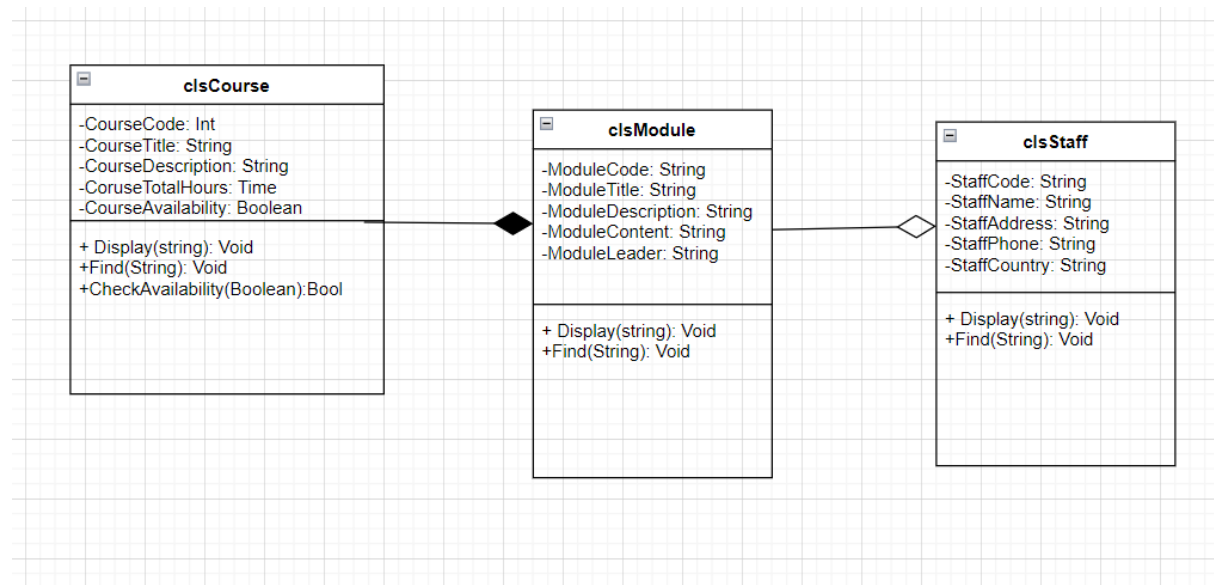 clsCourse
-CourseCode: Int
-CourseTitle: String
-CourseDescription: String
-CoruseTotalHours: Time
-CourseAvailability: Boolean
+ Display(string): Void
+Find(String): Void
+CheckAvailability(Boolean):Bool
clsModule
-ModuleCode: String
-ModuleTitle: String
-ModuleDescription: String
-ModuleContent: String
-ModuleLeader: String
+ Display(string): Void
+Find(String): Void
clsStaff
-StaffCode: String
-StaffName: String
-StaffAddress: String
-StaffPhone: String
-StaffCountry: String
+ Display(string): Void
+Find(String): Void